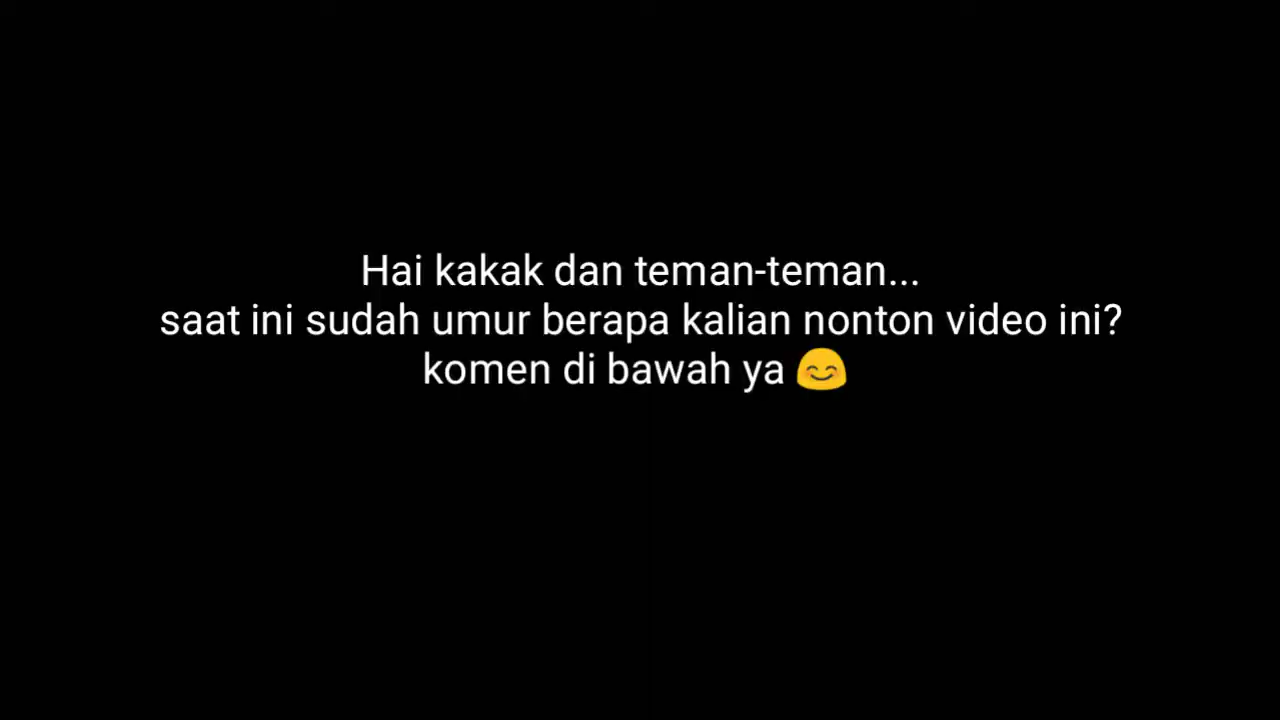 Hai kakak dan teman-teman...
saat ini sudah umur berapa kalian nonton video ini?
komen di bawah ya 😊